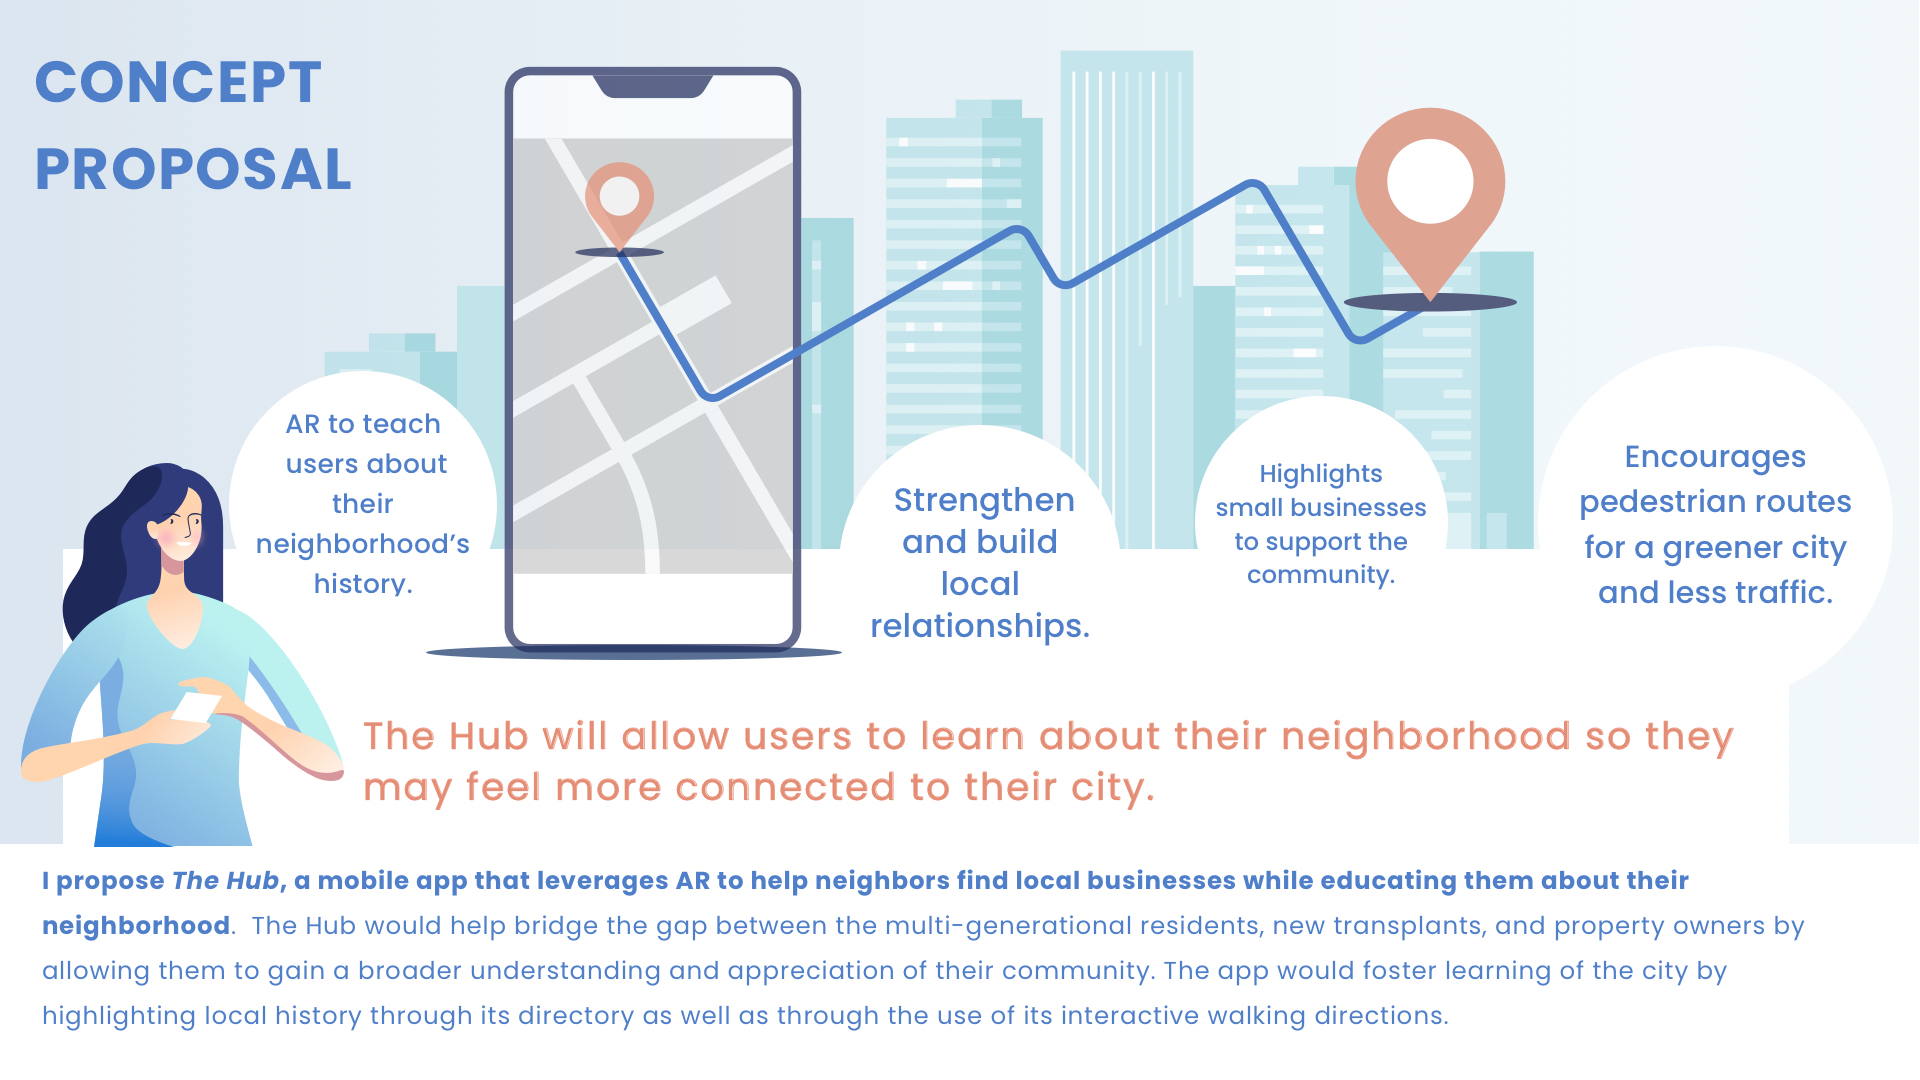 CONCEPT
PROPOSAL
AR to teach
users about
their
neighborhood’s
history.
Strengthen
and build
local
relationships.
Highlights
small businesses
to support the
community.
Encourages
pedestrian routes
for a greener city
and less traffic.
The Hub will allow users to learn about their neighborhood so they
may feel more connected to their city.
I propose The Hub, a mobile app that leverages AR to help neighbors find local businesses while educating them about their
neighborhood.  The Hub would help bridge the gap between the multi-generational residents, new transplants, and property owners by
allowing them to gain a broader understanding and appreciation of their community. The app would foster learning of the city by
highlighting local history through its directory as well as through the use of its interactive walking directions.